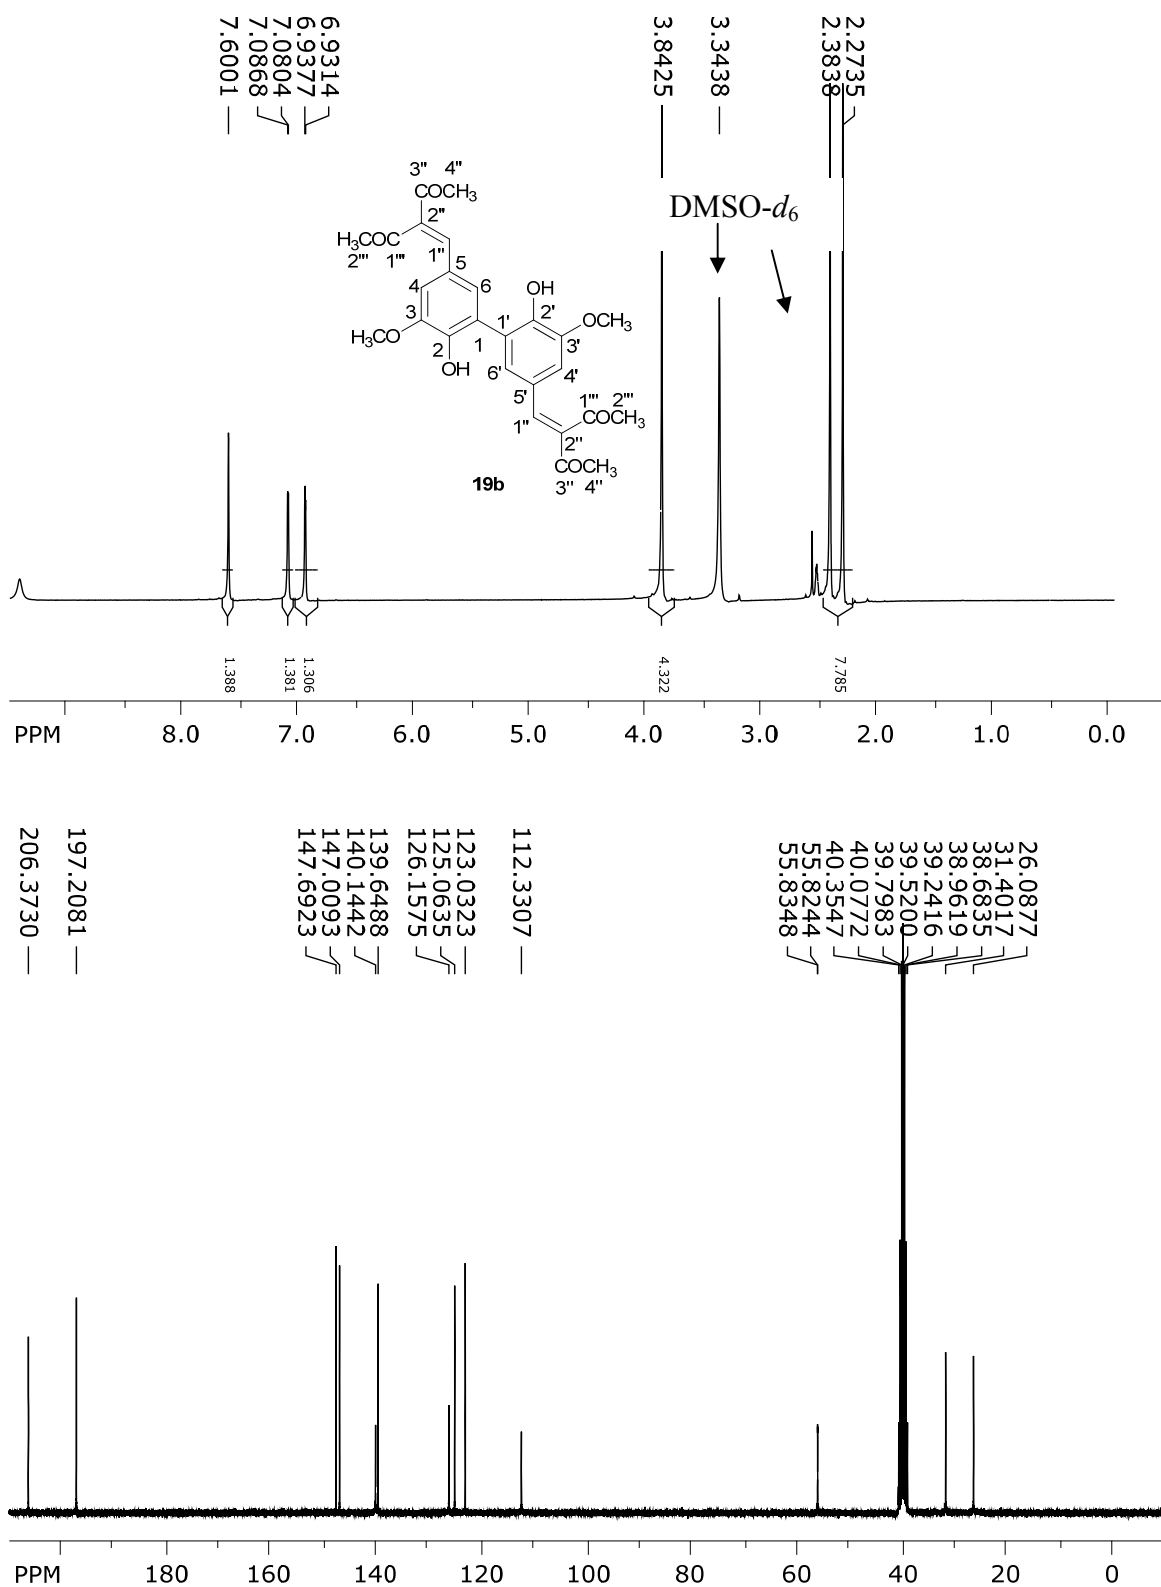 7.6001
7.0868
7.0804
6.9377
6.9314
3.8425
3.3438
2.3838
2.2735
3" 4"
COCH3
2"
H3COC
2''' 1''' 1"
5
4 6
OH
3 1' 2'
H3CO OCH3
2 1 3'
OH 6' 4'
5' 1''' 2'''
1" COCH3
2''
COCH3
3'' 4''
19b
DMSO-d6
1.388
1.381
1.306
4.322
7.785
PPM 8.0 7.0 6.0 5.0 4.0 3.0 2.0 1.0 0.0
206.3730
197.2081
147.6923
147.0093
140.1442
139.6488
126.1575
125.0635
123.0323
112.3307
55.8348
55.8244
40.3547
40.0772
39.7983
39.5200
39.2416
38.9619
38.6835
31.4017
26.0877
PPM 180 160 140 120 100 80 60 40 20 0